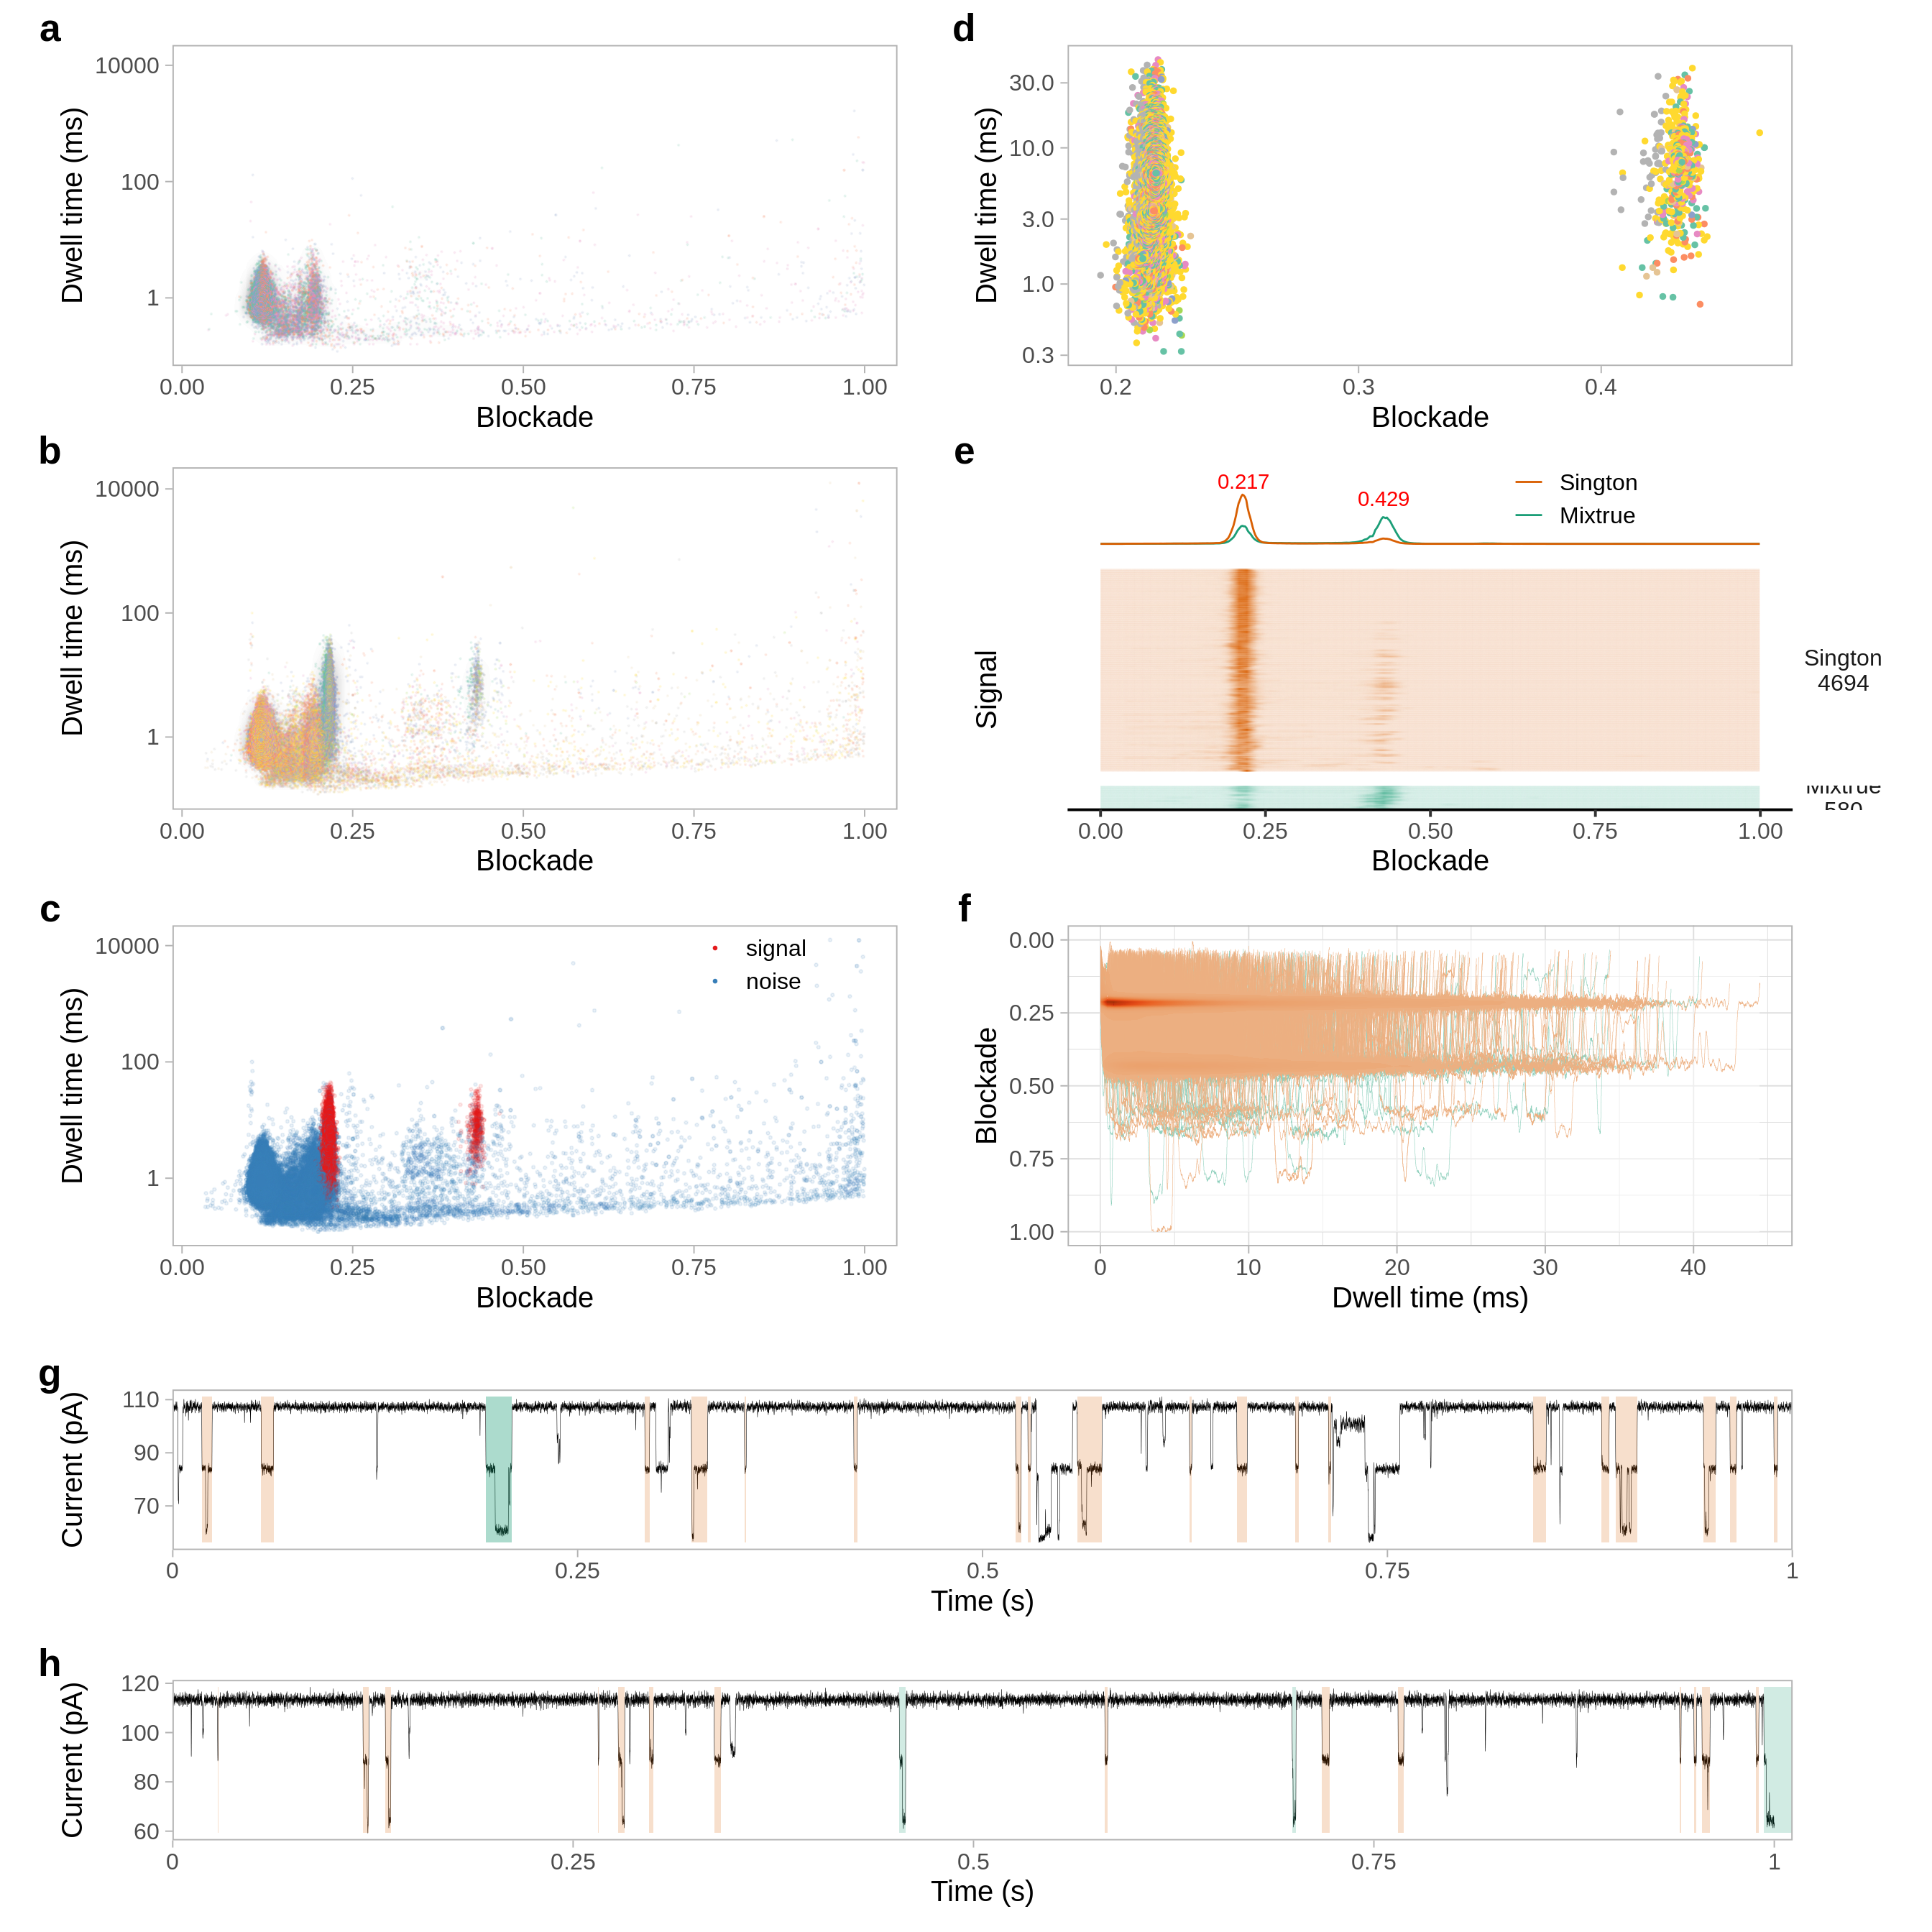 a
10000
100
1
Dwell time (ms)
0.00 0.25 0.50 0.75 1.00
Blockade
d
30.0
10.0
3.0
1.0
0.3
Dwell time (ms)
0.2 0.3 0.4
Blockade
b
10000
100
1
Dwell time (ms)
0.00 0.25 0.50 0.75 1.00
Blockade
e
0.217
0.429
Sington
Mixtrue
Signal
Sington
4694
Mixtrue
580
0.00 0.25 0.50 0.75 1.00
Blockade
c
10000
100
1
Dwell time (ms)
signal
noise
0.00 0.25 0.50 0.75 1.00
Blockade
f
0.00
0.25
0.50
0.75
1.00
Blockade
0 10 20 30 40
Dwell time (ms)
g
110
90
70
Current (pA)
0 0.25 0.5 0.75 1
Time (s)
h
120
100
80
60
Current (pA)
0 0.25 0.5 0.75 1
Time (s)